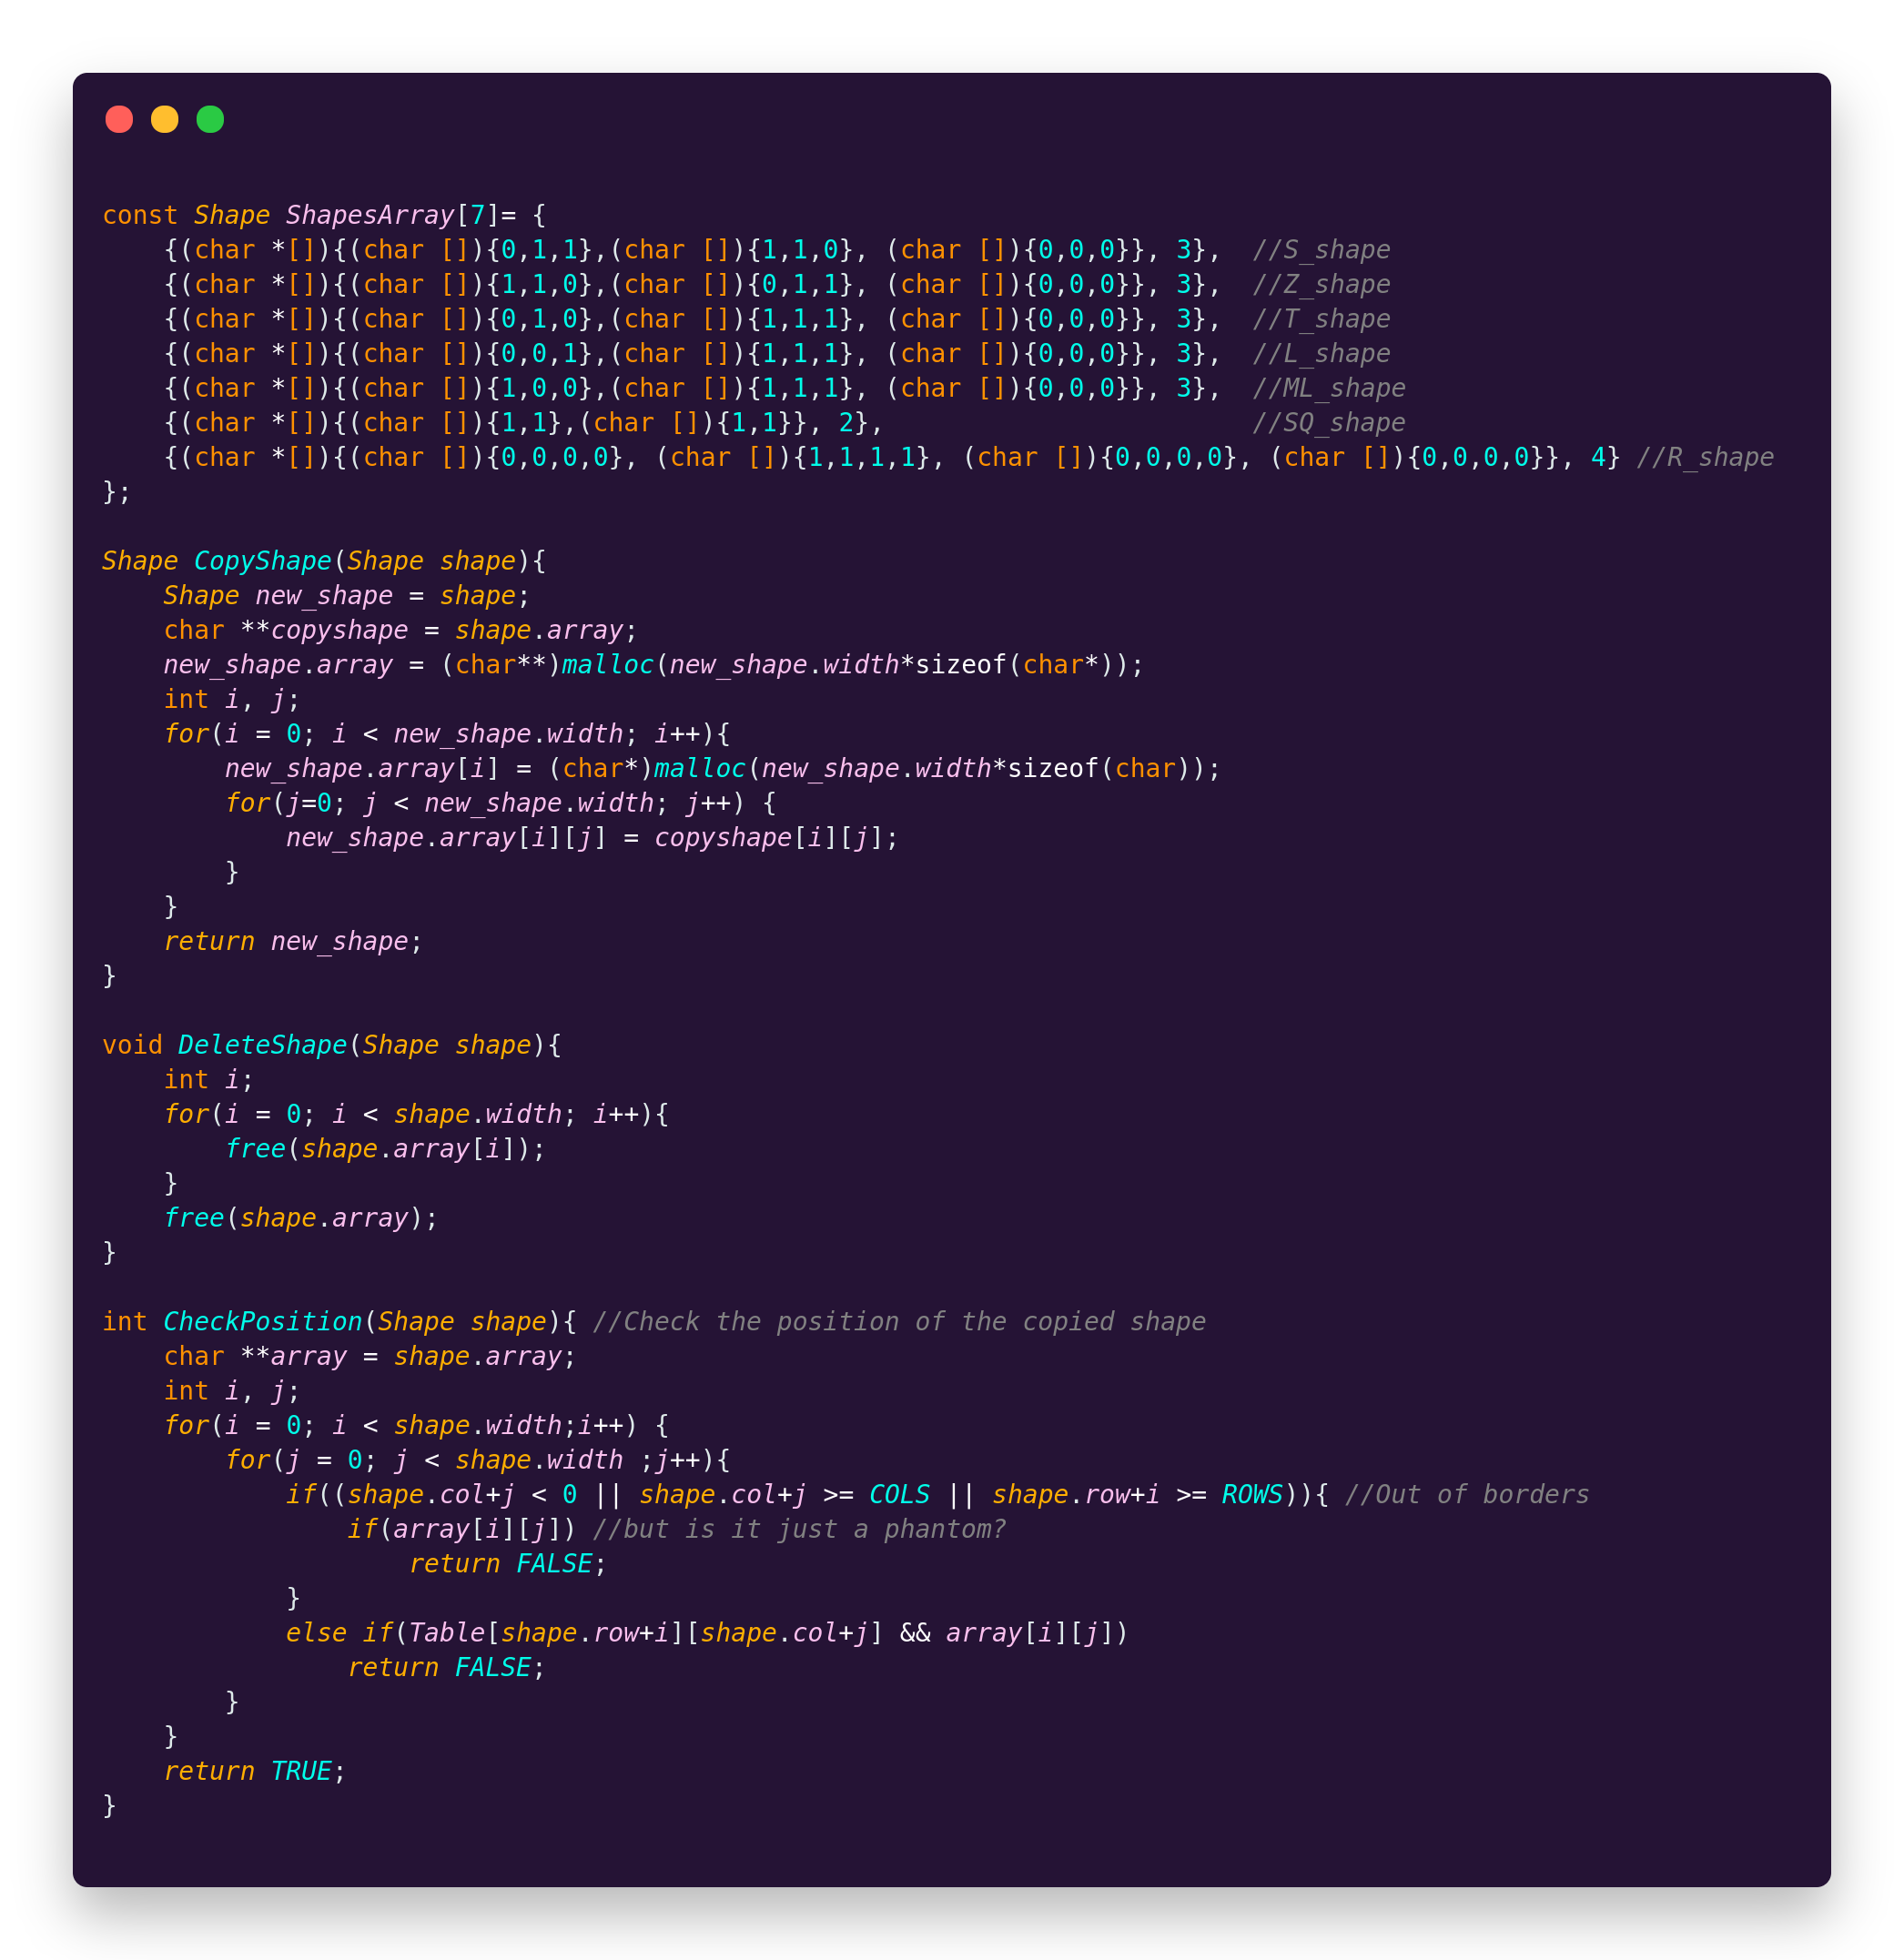 const Shape ShapesArray[7]= {
    {(char *[]){(char []){0,1,1},(char []){1,1,0}, (char []){0,0,0}}, 3},  //S_shape
    {(char *[]){(char []){1,1,0},(char []){0,1,1}, (char []){0,0,0}}, 3},  //Z_shape
    {(char *[]){(char []){0,1,0},(char []){1,1,1}, (char []){0,0,0}}, 3},  //T_shape
    {(char *[]){(char []){0,0,1},(char []){1,1,1}, (char []){0,0,0}}, 3},  //L_shape
    {(char *[]){(char []){1,0,0},(char []){1,1,1}, (char []){0,0,0}}, 3},  //ML_shape
    {(char *[]){(char []){1,1},(char []){1,1}}, 2},                        //SQ_shape
    {(char *[]){(char []){0,0,0,0}, (char []){1,1,1,1}, (char []){0,0,0,0}, (char []){0,0,0,0}}, 4} //R_shape
};

Shape CopyShape(Shape shape){
    Shape new_shape = shape;
    char **copyshape = shape.array;
    new_shape.array = (char**)malloc(new_shape.width*sizeof(char*));
    int i, j;
    for(i = 0; i < new_shape.width; i++){
        new_shape.array[i] = (char*)malloc(new_shape.width*sizeof(char));
        for(j=0; j < new_shape.width; j++) {
            new_shape.array[i][j] = copyshape[i][j];
        }
    }
    return new_shape;
}

void DeleteShape(Shape shape){
    int i;
    for(i = 0; i < shape.width; i++){
        free(shape.array[i]);
    }
    free(shape.array);
}

int CheckPosition(Shape shape){ //Check the position of the copied shape
    char **array = shape.array;
    int i, j;
    for(i = 0; i < shape.width;i++) {
        for(j = 0; j < shape.width ;j++){
            if((shape.col+j < 0 || shape.col+j >= COLS || shape.row+i >= ROWS)){ //Out of borders
                if(array[i][j]) //but is it just a phantom?
                    return FALSE;
            }
            else if(Table[shape.row+i][shape.col+j] && array[i][j])
                return FALSE;
        }
    }
    return TRUE;
}